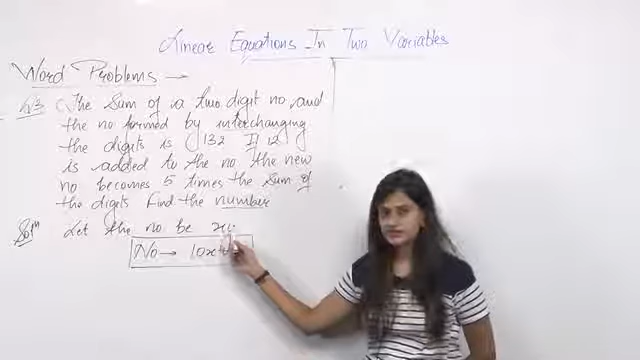 Linear Equations In Two Variables
Word Problems →
Q3 The Sum of a two digit no and
the no formed by interchanging
the digits is 132 If 12
is added to the no the new
no becomes 5 times the Sum of
the digits Find the number
Soln Let the no be xy
No → 10x+